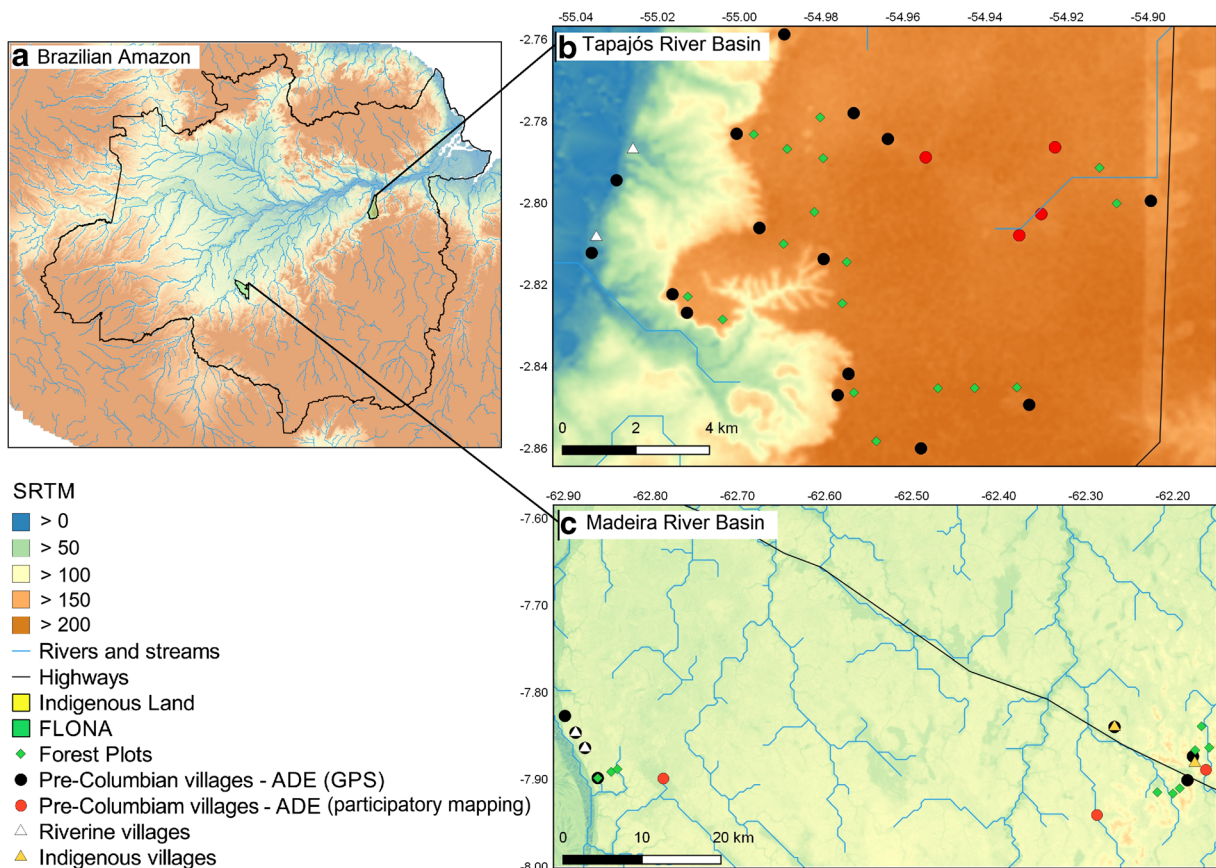 a Brazilian Amazon
-55.04 -55.02 -55.00 -54.98 -54.96 -54.94 -54.92 -54.90
b Tapajós River Basin
-2.76
-2.78
-2.80
-2.82
-2.84
-2.86
0 2 4 km
-62.90 -62.80 -62.70 -62.60 -62.50 -62.40 -62.30 -62.20
c Madeira River Basin
-7.60
-7.70
-7.80
-7.90
-8.00
0 10 20 km
SRTM
> 0
> 50
> 100
> 150
> 200
Rivers and streams
Highways
Indigenous Land
FLONA
Forest Plots
Pre-Columbian villages - ADE (GPS)
Pre-Columbiam villages - ADE (participatory mapping)
Riverine villages
Indigenous villages